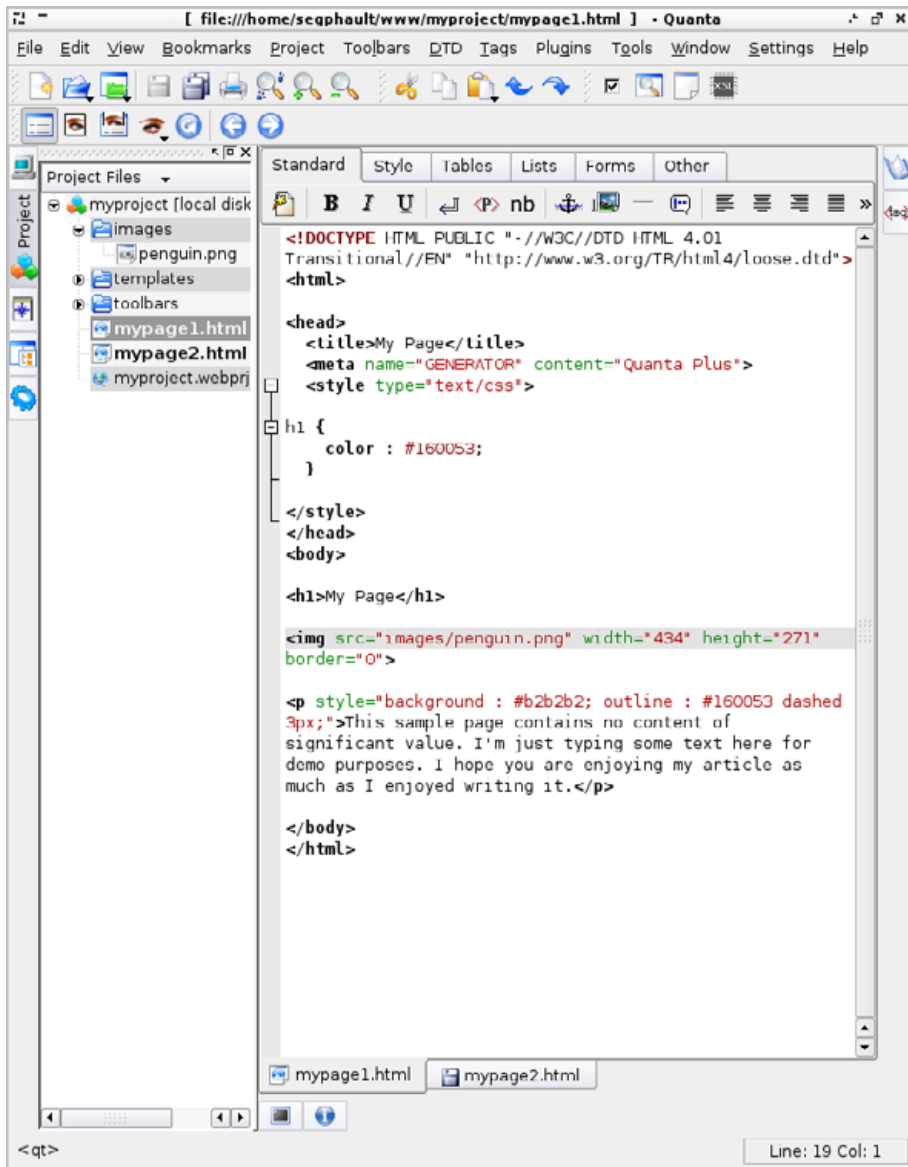 [ file:///home/segphault/www/myproject/mypage1.html ] - Quanta
File Edit View Bookmarks Project Toolbars DTD Tags Plugins Tools Window Settings Help
XSL
Project Files
Project
Standard Style Tables Lists Forms Other
B I U <P> nb »
myproject [local disk
images
penguin.png
templates
toolbars
mypage1.html
mypage2.html
myproject.webprj
<!DOCTYPE HTML PUBLIC "-//W3C//DTD HTML 4.01
Transitional//EN" "http://www.w3.org/TR/html4/loose.dtd">
<html>
<head>
<title>My Page</title>
<meta name="GENERATOR" content="Quanta Plus">
<style type="text/css">
h1 {
color : #160053;
}
</style>
</head>
<body>
<h1>My Page</h1>
<img src="images/penguin.png" width="434" height="271"
border="0">
<p style="background : #b2b2b2; outline : #160053 dashed
3px;">This sample page contains no content of
significant value. I'm just typing some text here for
demo purposes. I hope you are enjoying my article as
much as I enjoyed writing it.</p>
</body>
</html>
mypage1.html mypage2.html
<qt>
Line: 19 Col: 1